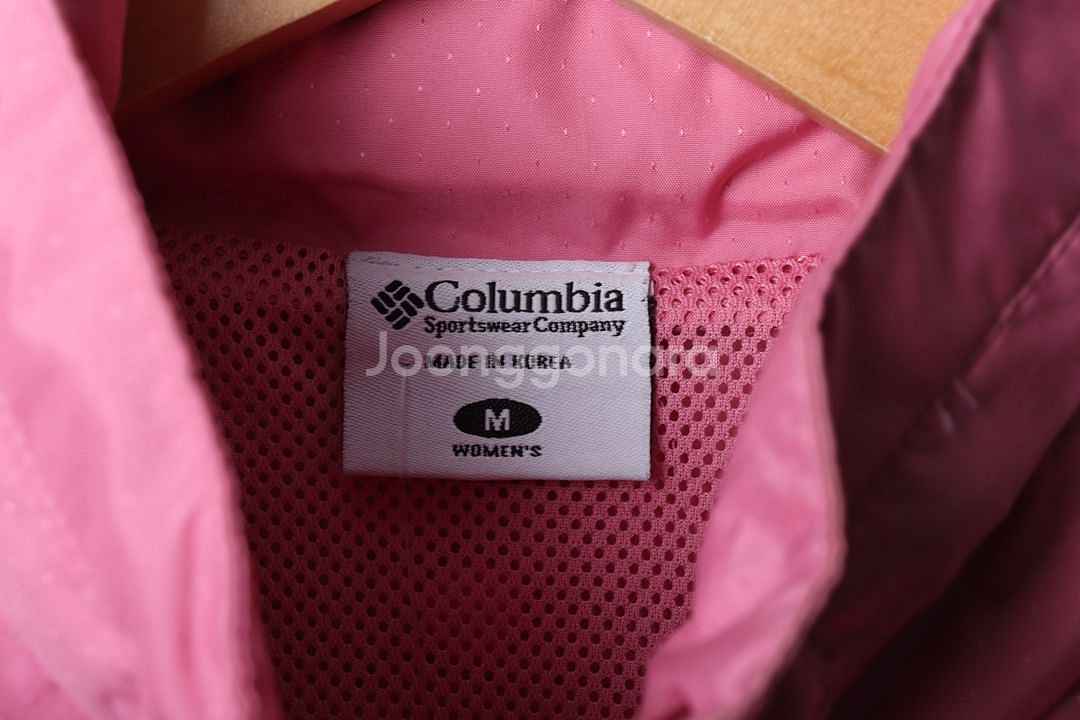 Columbia
Sportswear Company
MADE IN KOREA
Joonggonara
M
WOMEN'S